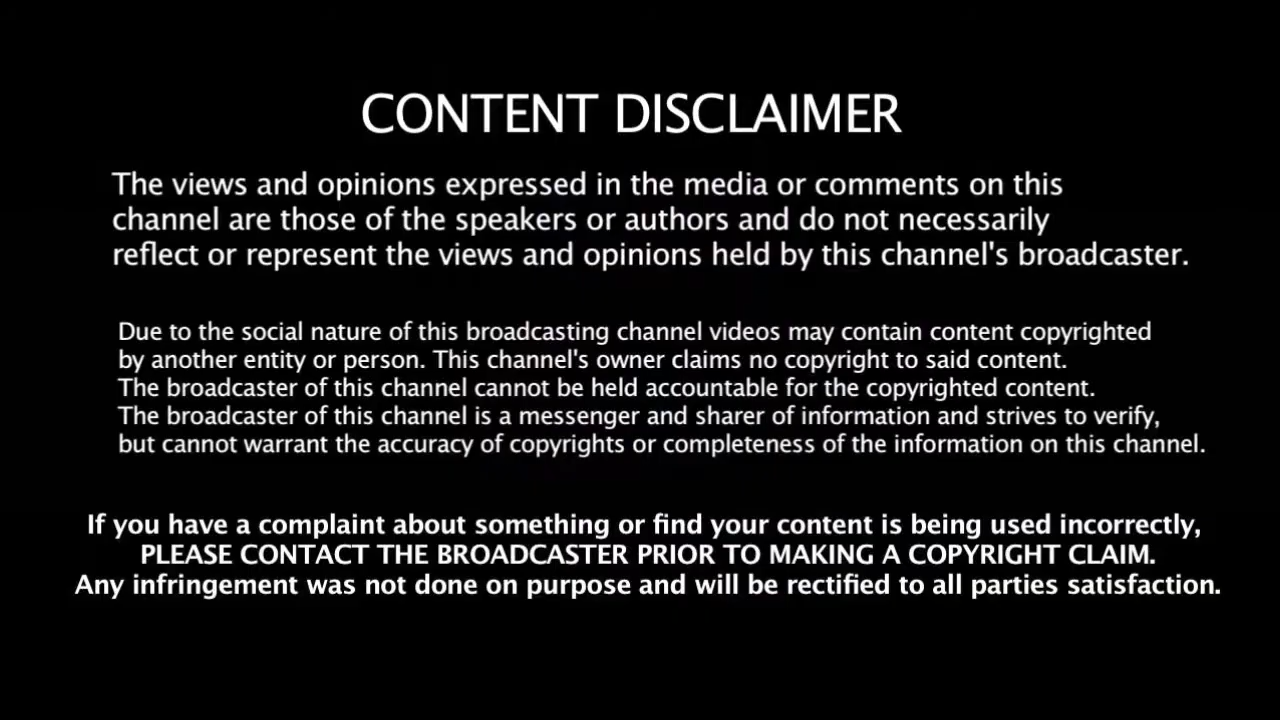 CONTENT DISCLAIMER
The views and opinions expressed in the media or comments on this
channel are those of the speakers or authors and do not necessarily
reflect or represent the views and opinions held by this channel's broadcaster.
Due to the social nature of this broadcasting channel videos may contain content copyrighted
by another entity or person. This channel's owner claims no copyright to said content.
The broadcaster of this channel cannot be held accountable for the copyrighted content.
The broadcaster of this channel is a messenger and sharer of information and strives to verify,
but cannot warrant the accuracy of copyrights or completeness of the information on this channel.
If you have a complaint about something or find your content is being used incorrectly,
PLEASE CONTACT THE BROADCASTER PRIOR TO MAKING A COPYRIGHT CLAIM.
Any infringement was not done on purpose and will be rectified to all parties satisfaction.